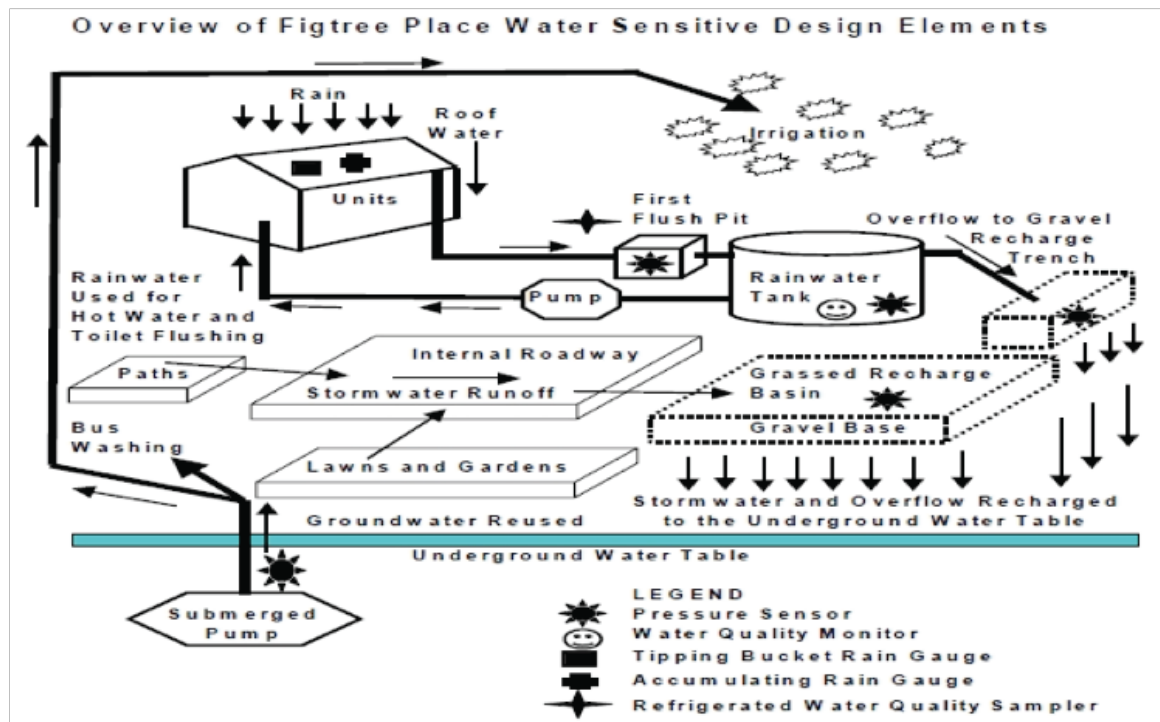 Overview of Figtree Place Water Sensitive Design Elements
Rain
Roof
Water
Irrigation
Units
First
Flush Pit
Overflow to Gravel
Recharge
Trench
Rainwater
Used for
Hot Water and
Toilet Flushing
Pump
Rainwater
Tank
Paths
Internal Roadway
Stormwater Runoff
Grassed Recharge
Basin
Gravel Base
Bus
Washing
Lawns and Gardens
Stormwater and Overflow Recharged
to the Underground Water Table
Groundwater Reused
Underground Water Table
Submerged
Pump
LEGEND
Pressure Sensor
Water Quality Monitor
Tipping Bucket Rain Gauge
Accumulating Rain Gauge
Refrigerated Water Quality Sampler